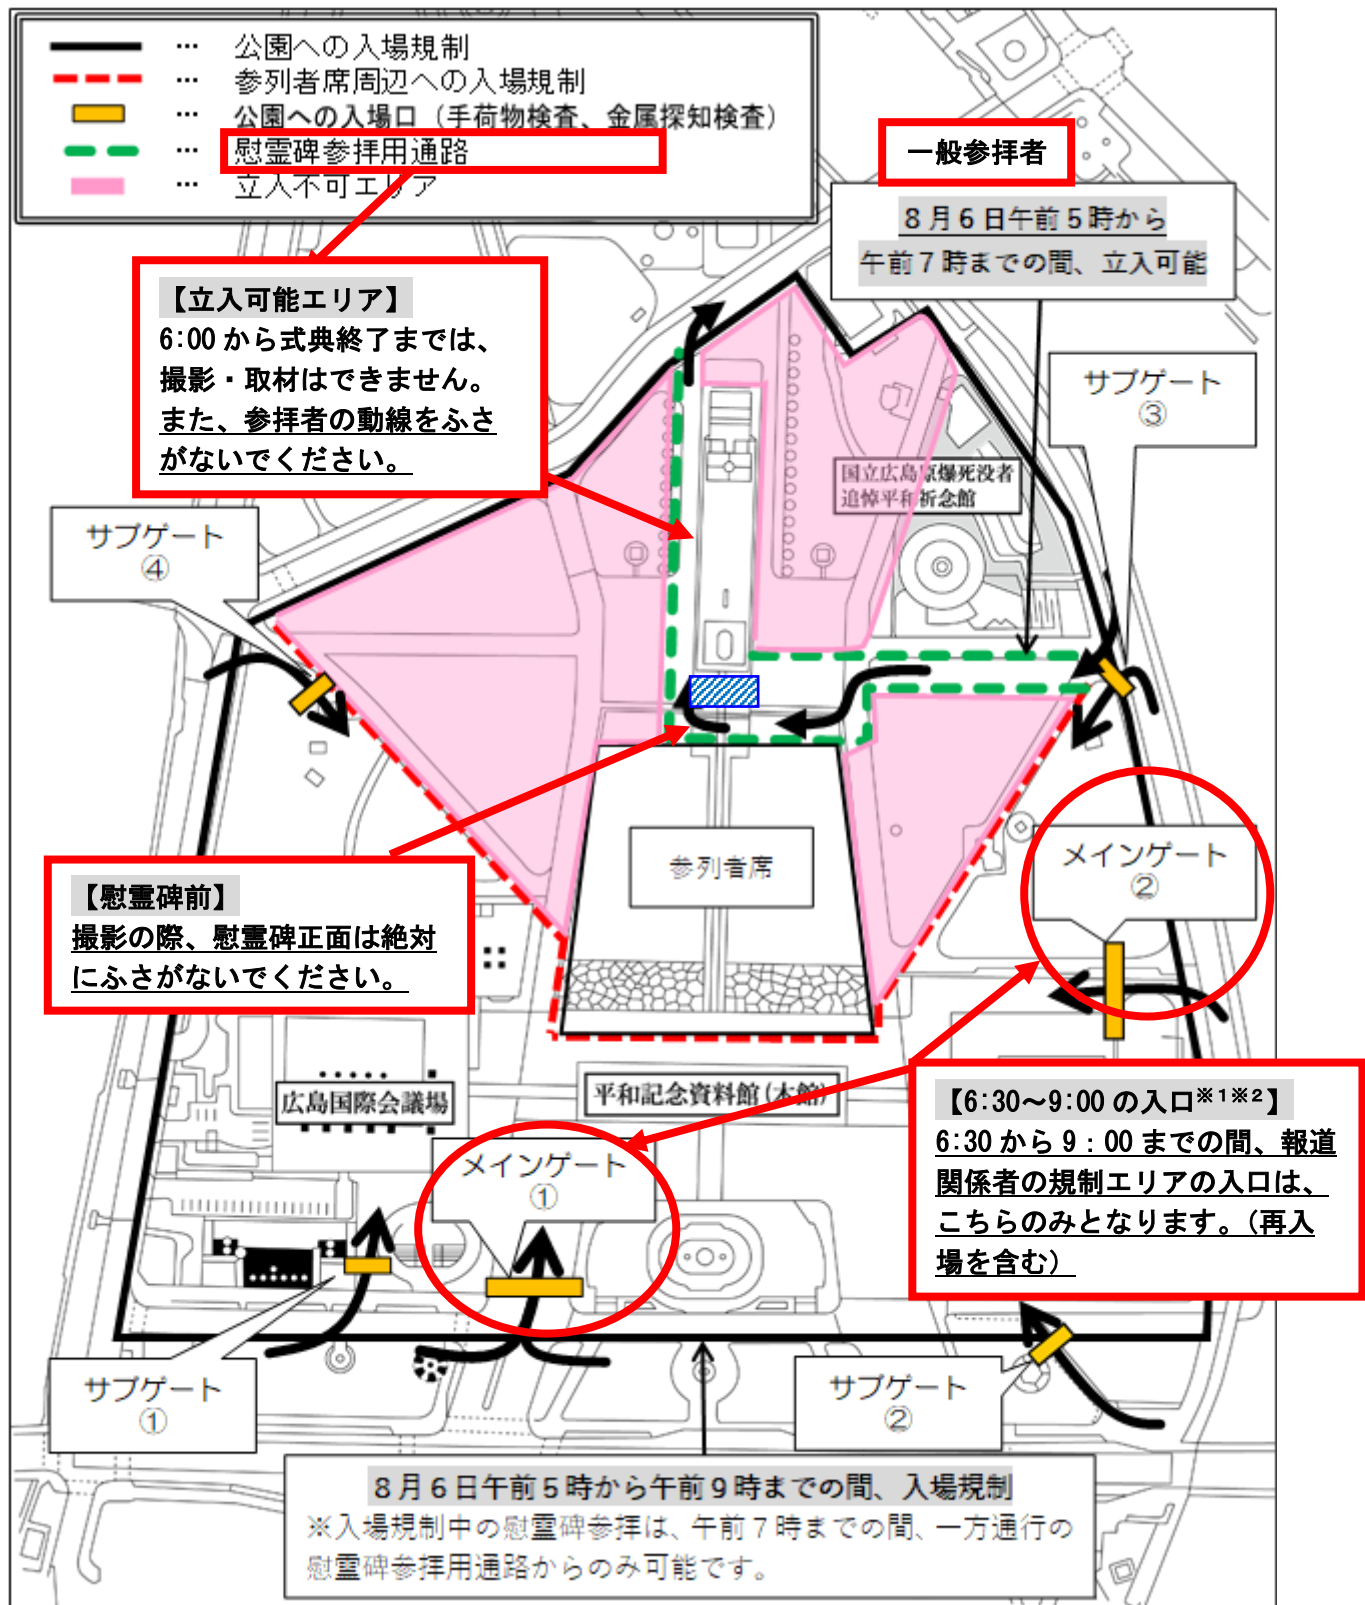 … 公園への入場規制
… 参列者席周辺への入場規制
… 公園への入場口（手荷物検査、金属探知検査）
… 慰霊碑参拝用通路
… 立入不可エリア
一般参拝者
８月６日午前５時から
午前７時までの間、立入可能
【立入可能エリア】
6:00から式典終了までは、
撮影・取材はできません。
また、参拝者の動線をふさ
がないでください。
サブゲート
③
国立広島原爆死没者
追悼平和祈念館
サブゲート
④
参列者席
メインゲート
②
【慰霊碑前】
撮影の際、慰霊碑正面は絶対
にふさがないでください。
広島国際会議場
平和記念資料館(本館)
【6:30～9:00の入口※1※2】
6:30から9：00までの間、報道
関係者の規制エリアの入口は、
こちらのみとなります。(再入
場を含む)
メインゲート
①
サブゲート
①
サブゲート
②
８月６日午前５時から午前９時までの間、入場規制
※入場規制中の慰霊碑参拝は、午前７時までの間、一方通行の
慰霊碑参拝用通路からのみ可能です。